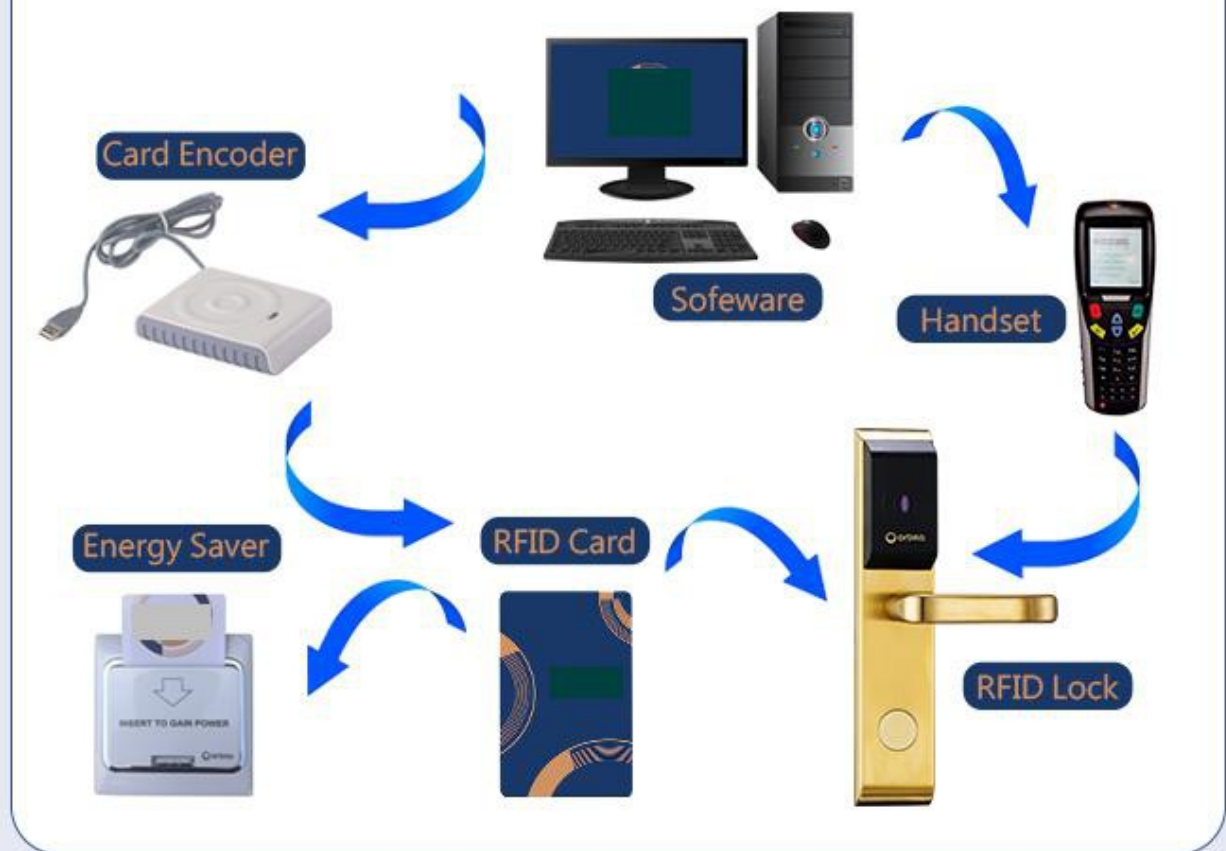 Card Encoder
Sofeware
Handset
Energy Saver
RFID Card
INSERT TO GAIN POWER
RFID Lock